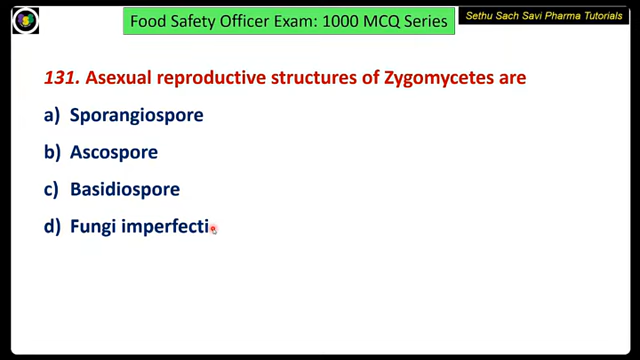 Food Safety Officer Exam: 1000 MCQ Series
Sethu Sach Savi Pharma Tutorials
131. Asexual reproductive structures of Zygomycetes are
a) Sporangiospore
b) Ascospore
c) Basidiospore
d) Fungi imperfecti